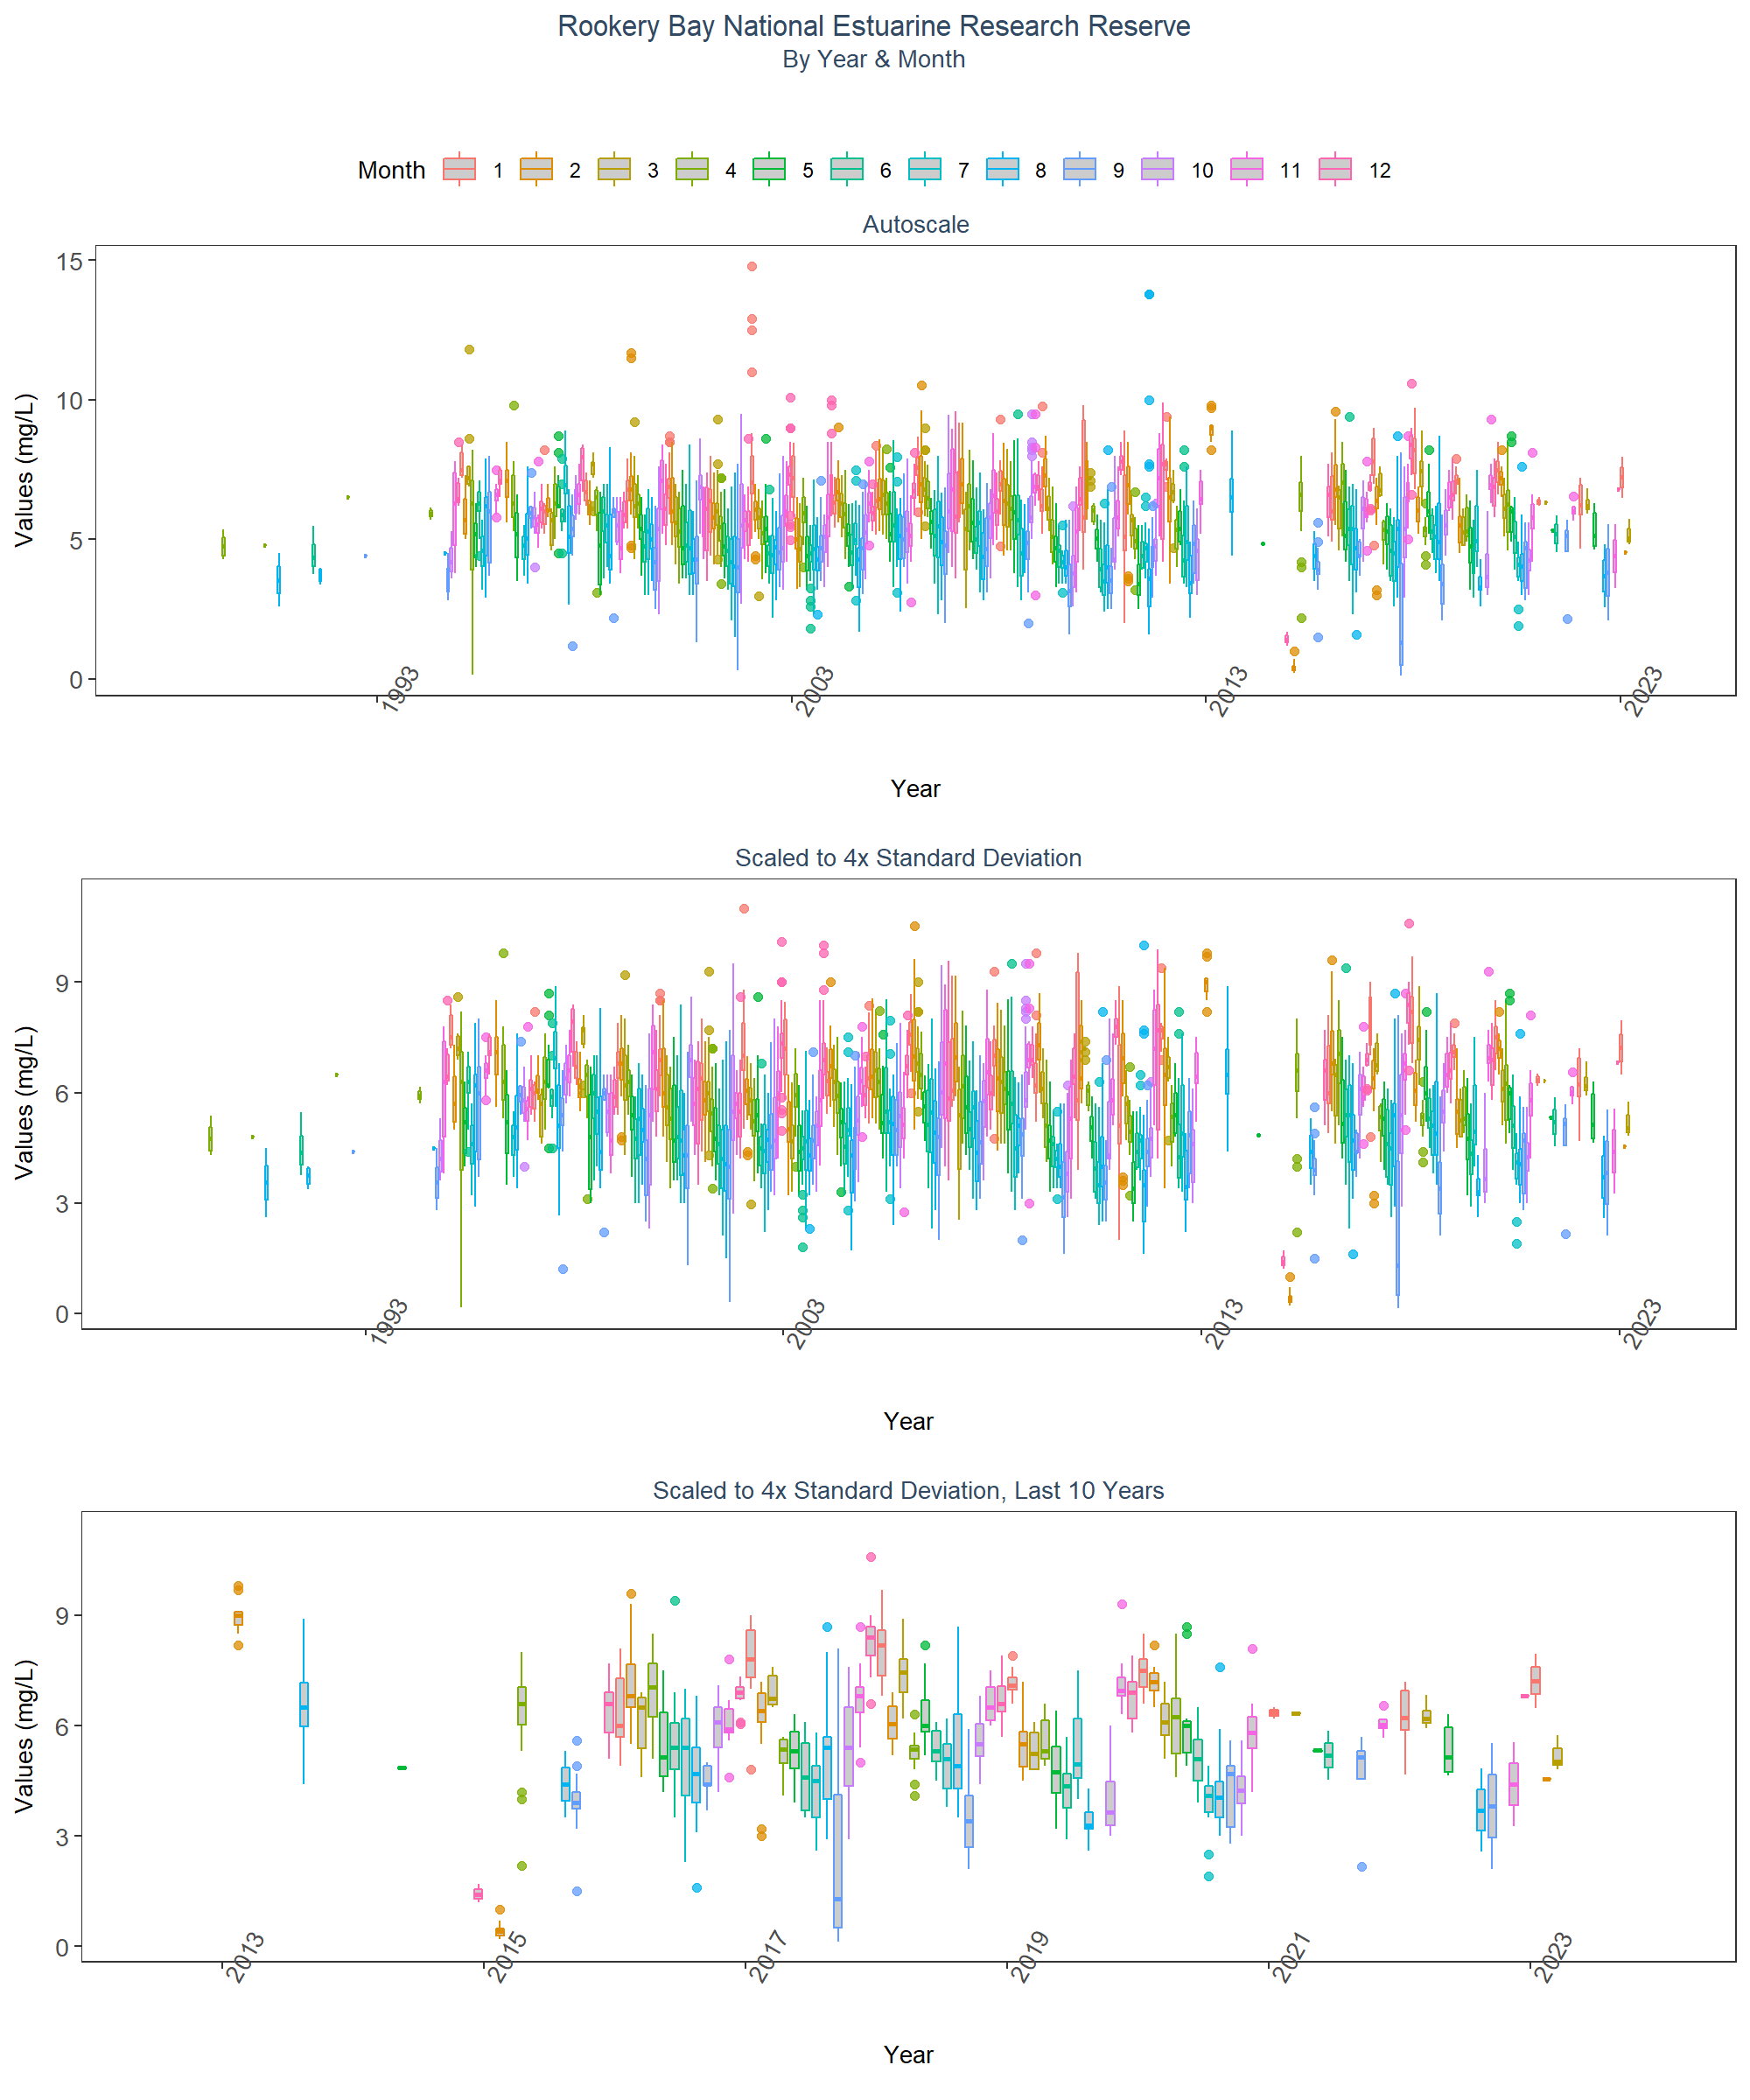 Rookery Bay National Estuarine Research Reserve
By Year & Month
Month 1 2 3 4 5 6 7 8 9 10 11 12
Autoscale
Values (mg/L)
15
10
5
0
1993 2003 2013 2023
Year
Scaled to 4x Standard Deviation
Values (mg/L)
9
6
3
0
1993 2003 2013 2023
Year
Scaled to 4x Standard Deviation, Last 10 Years
Values (mg/L)
9
6
3
0
2013 2015 2017 2019 2021 2023
Year